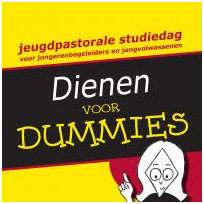 jeugdpastorale studiedag
voor jongerenbegeleiders en jongvolwassenen
Dienen
VOOR
DUMMIES